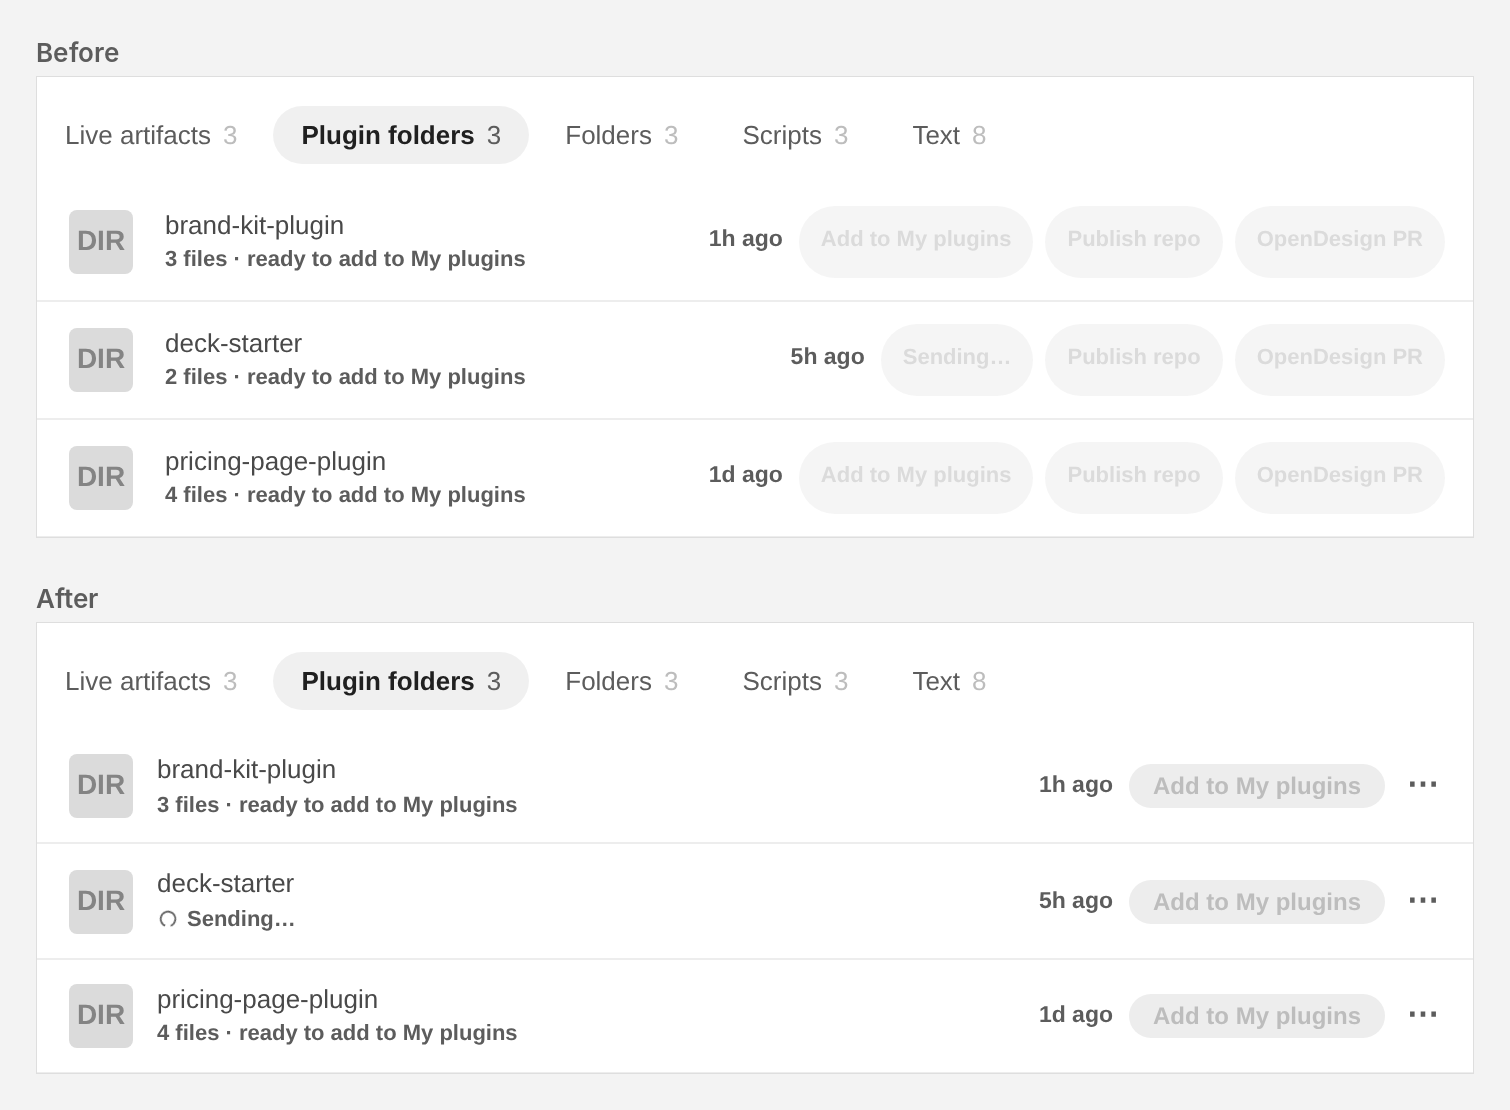 Before
Live artifacts 3 Plugin folders 3 Folders 3 Scripts 3 Text 8
DIR brand-kit-plugin 1h ago Add to My plugins Publish repo OpenDesign PR
3 files · ready to add to My plugins
DIR deck-starter 5h ago Sending… Publish repo OpenDesign PR
2 files · ready to add to My plugins
DIR pricing-page-plugin 1d ago Add to My plugins Publish repo OpenDesign PR
4 files · ready to add to My plugins
After
Live artifacts 3 Plugin folders 3 Folders 3 Scripts 3 Text 8
DIR brand-kit-plugin 1h ago Add to My plugins ···
3 files · ready to add to My plugins
DIR deck-starter 5h ago Add to My plugins ···
Sending…
DIR pricing-page-plugin 1d ago Add to My plugins ···
4 files · ready to add to My plugins